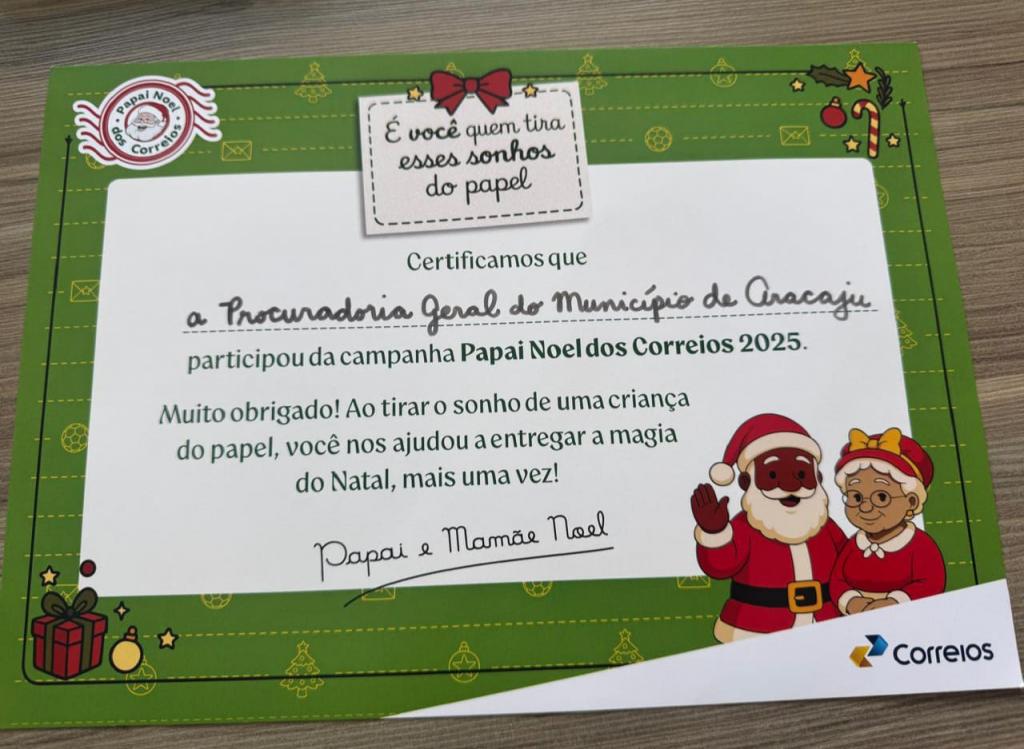 Papai Noel
dos Correios
É você quem tira
esses sonhos
do papel
Certificamos que
a Procuradoria Geral do Município de Aracaju
participou da campanha Papai Noel dos Correios 2025.
Muito obrigado! Ao tirar o sonho de uma criança
do papel, você nos ajudou a entregar a magia
do Natal, mais uma vez!
Papai e Mamãe Noel
Correios